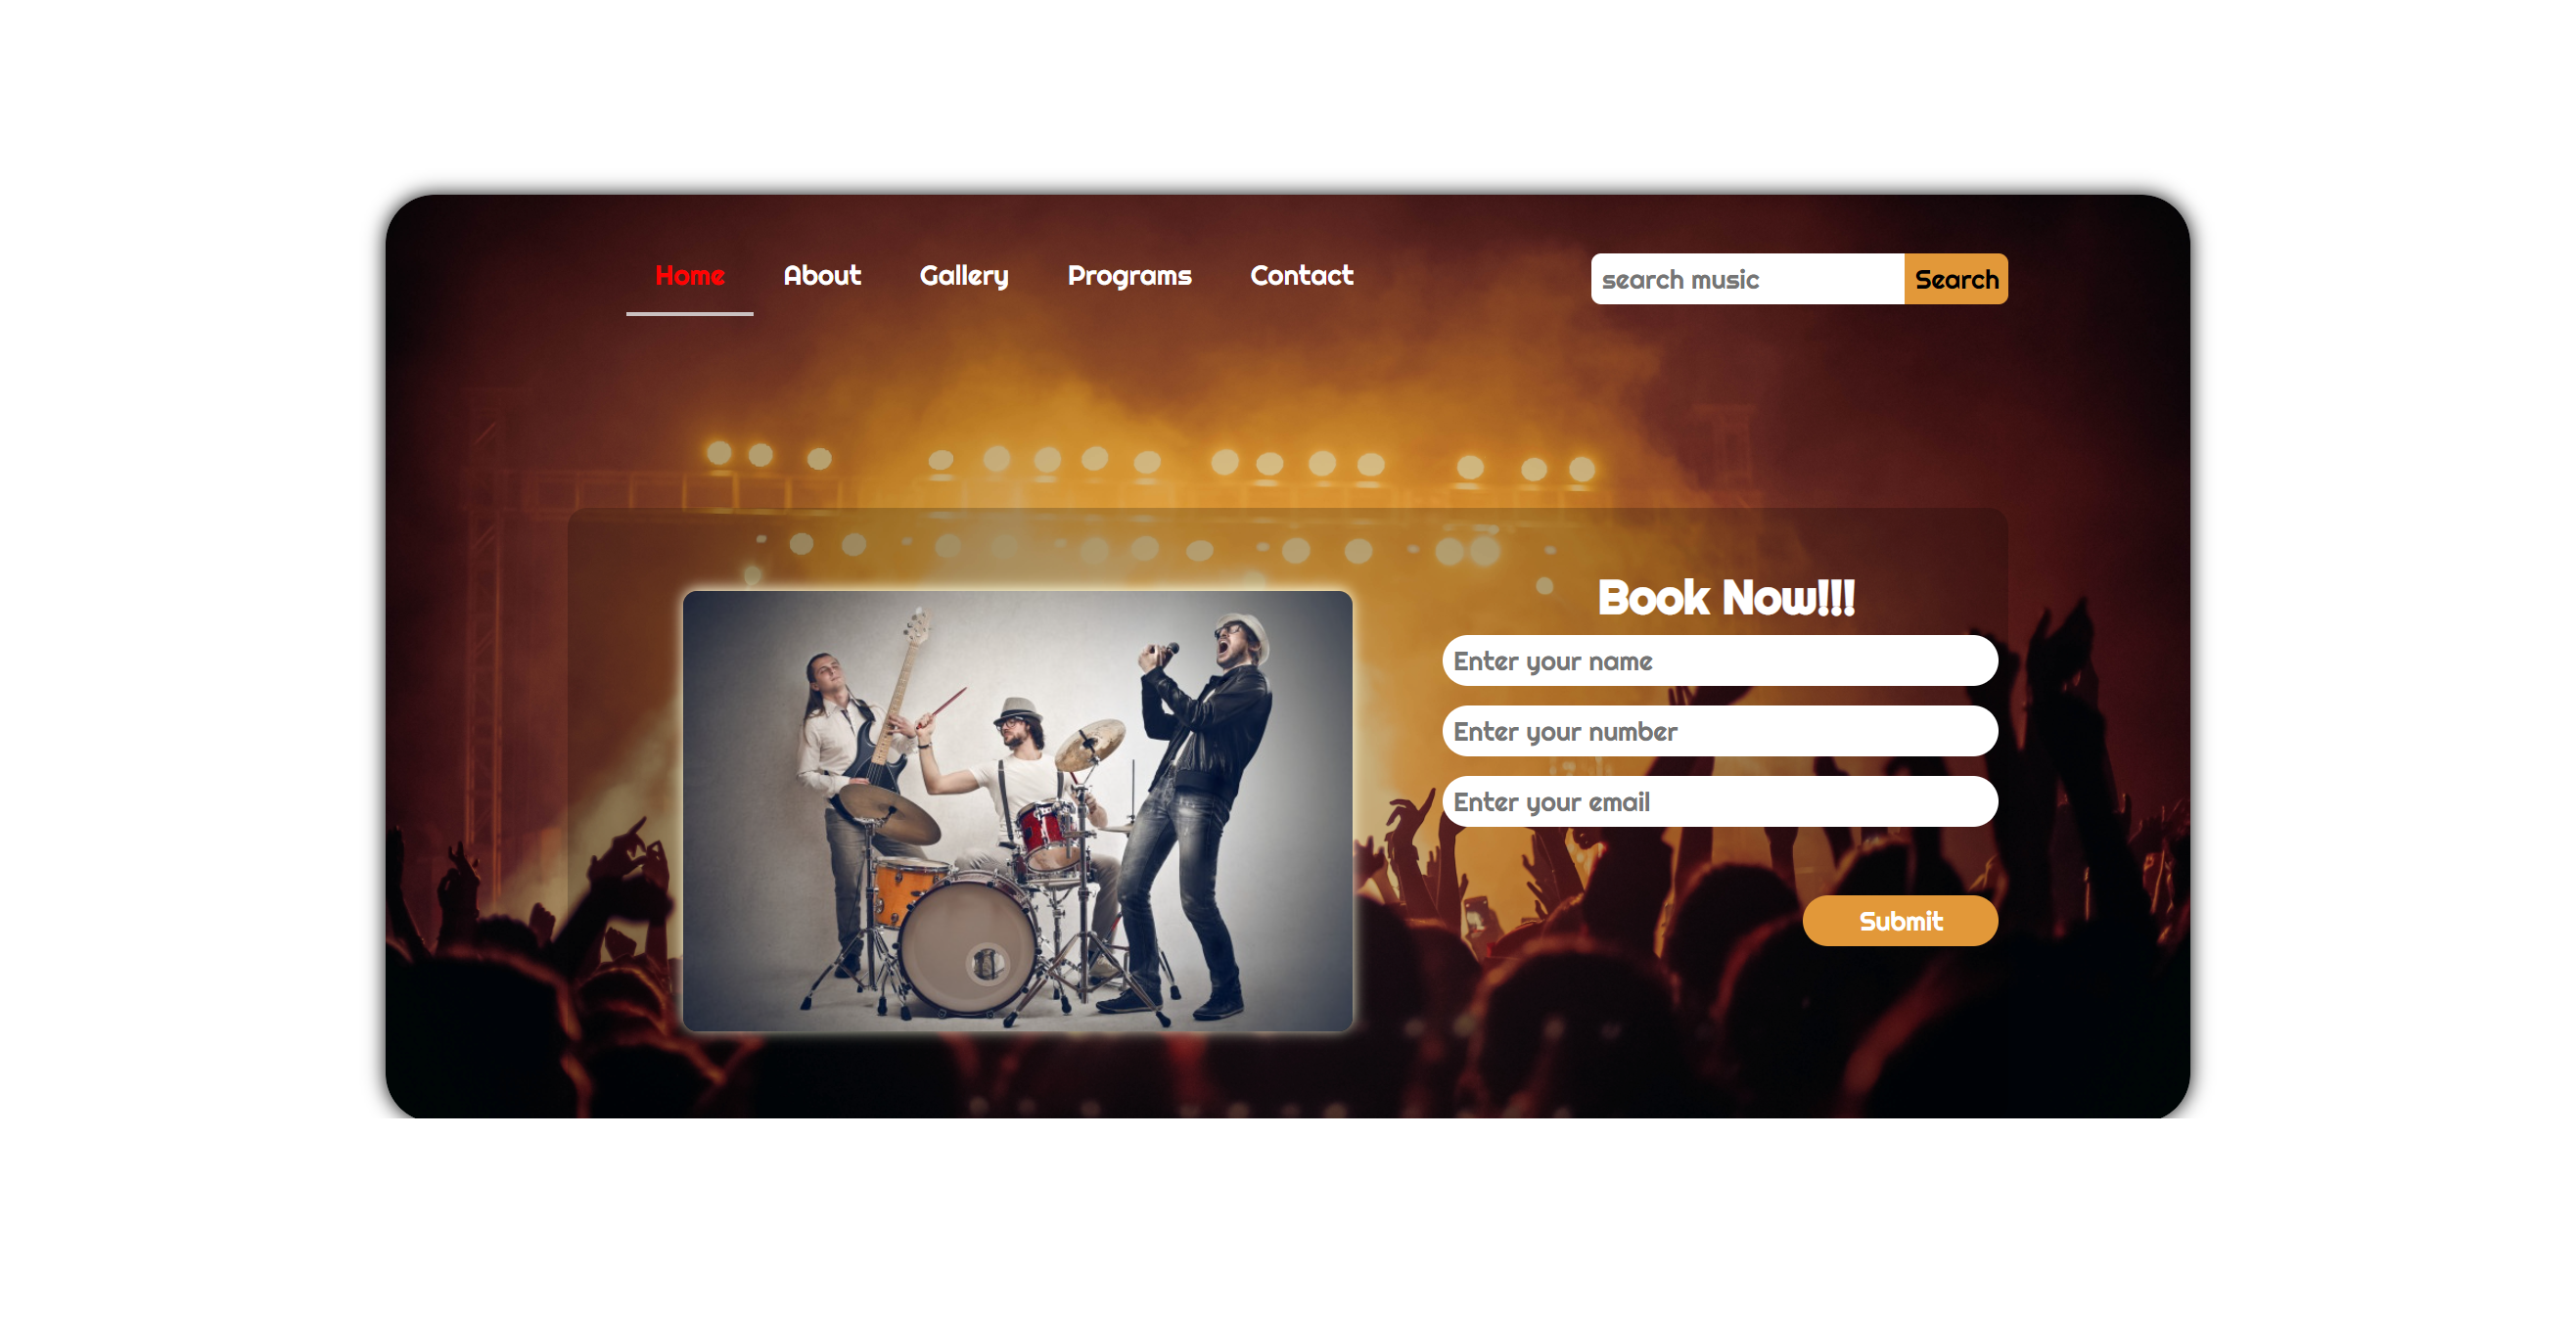 Home About Gallery Programs Contact search music Search
Book Now!!!
Enter your name
Enter your number
Enter your email
Submit